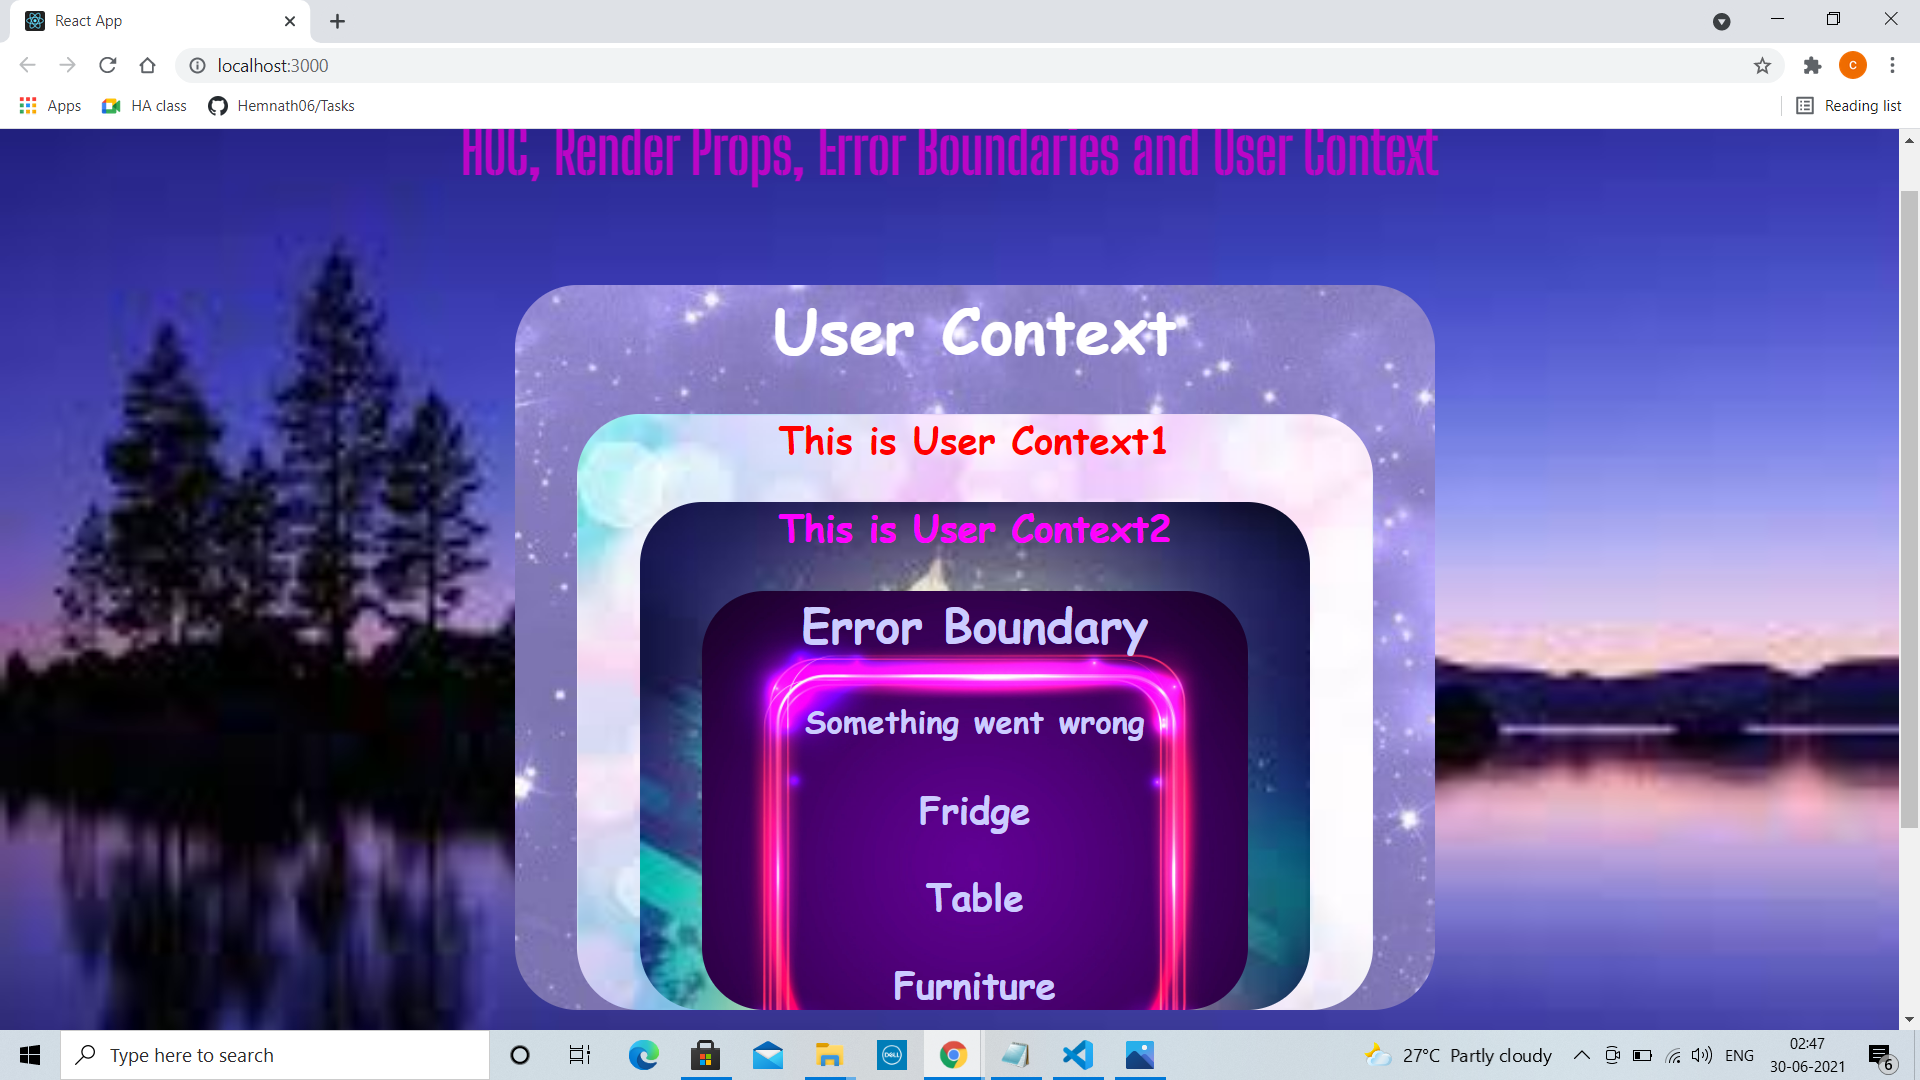 React App
localhost:3000
C
Apps
HA class
Hemnath06/Tasks
Reading list
HOC, Render Props, Error Boundaries and User Context
User Context
This is User Context1
This is User Context2
Error Boundary
Something went wrong
Fridge
Table
Furniture
Type here to search
DELL
27°C Partly cloudy
ENG
02:47
30-06-2021
6